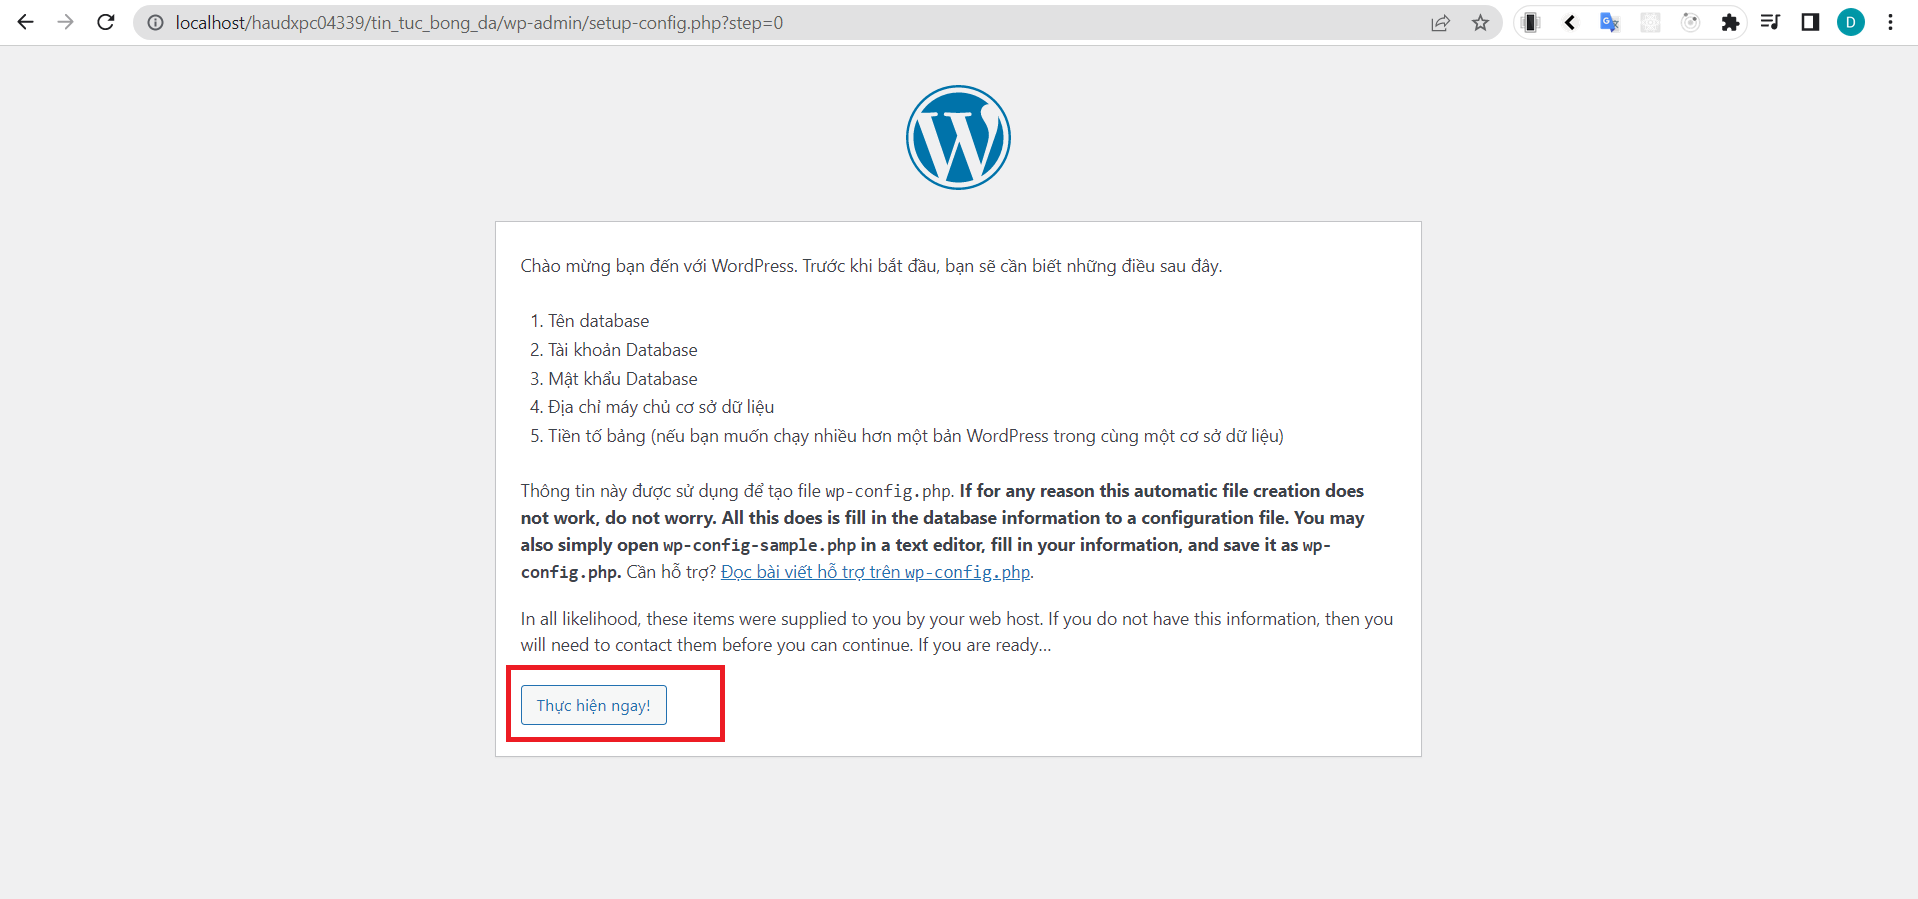 localhost/haudxpc04339/tin_tuc_bong_da/wp-admin/setup-config.php?step=0
D
W
Chào mừng bạn đến với WordPress. Trước khi bắt đầu, bạn sẽ cần biết những điều sau đây.
1. Tên database
2. Tài khoản Database
3. Mật khẩu Database
4. Địa chỉ máy chủ cơ sở dữ liệu
5. Tiền tố bảng (nếu bạn muốn chạy nhiều hơn một bản WordPress trong cùng một cơ sở dữ liệu)
Thông tin này được sử dụng để tạo file wp-config.php. If for any reason this automatic file creation does
not work, do not worry. All this does is fill in the database information to a configuration file. You may
also simply open wp-config-sample.php in a text editor, fill in your information, and save it as wp-
config.php. Cần hỗ trợ? Đọc bài viết hỗ trợ trên wp-config.php.
In all likelihood, these items were supplied to you by your web host. If you do not have this information, then you
will need to contact them before you can continue. If you are ready…
Thực hiện ngay!